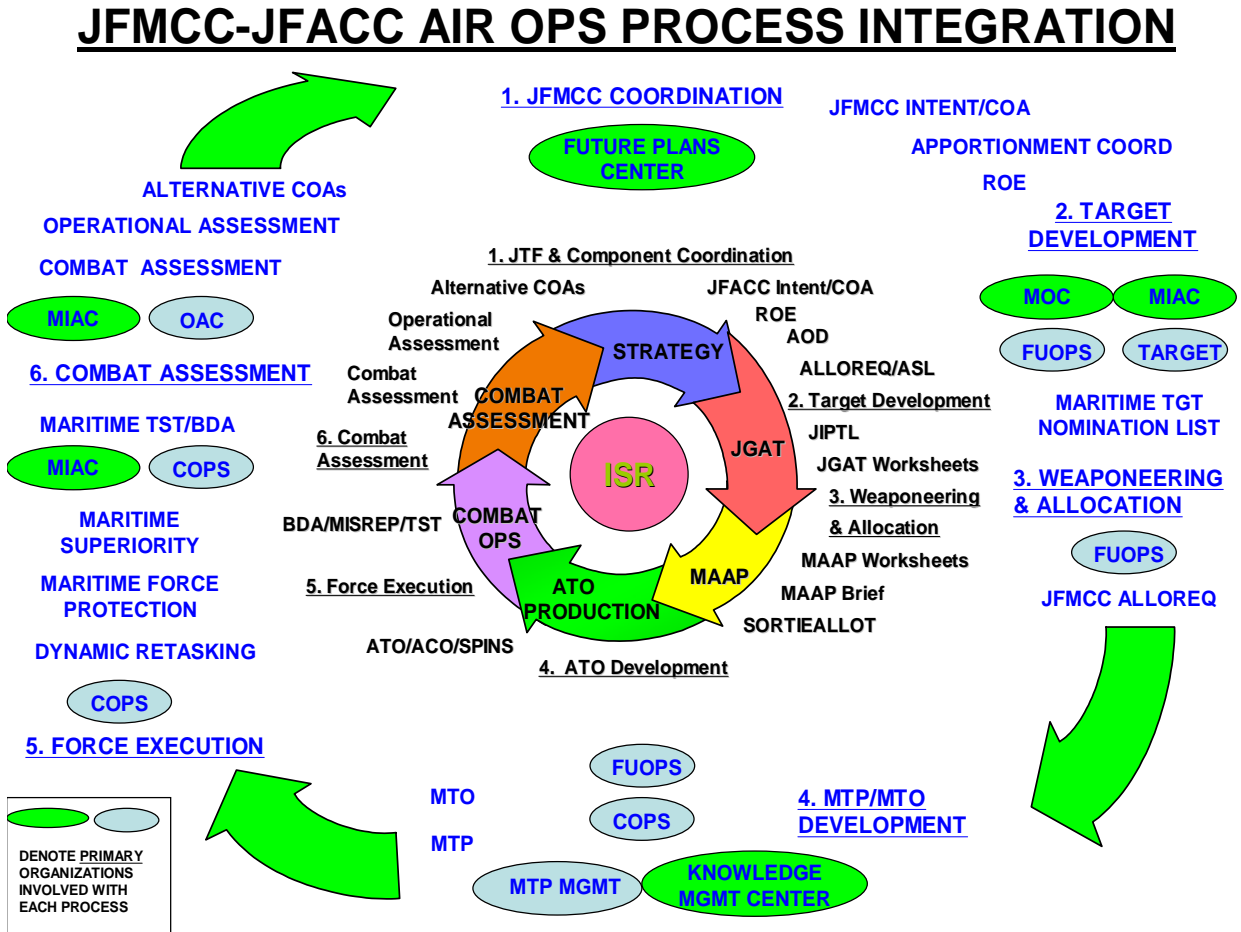 JFMCC-JFACC AIR OPS PROCESS INTEGRATION
1. JFMCC COORDINATION
FUTURE PLANS
CENTER
JFMCC INTENT/COA
APPORTIONMENT COORD
ROE
2. TARGET
DEVELOPMENT
MOC
MIAC
FUOPS
TARGET
MARITIME TGT
NOMINATION LIST
3. WEAPONEERING
& ALLOCATION
FUOPS
JFMCC ALLOREQ
4. MTP/MTO
DEVELOPMENT
FUOPS
COPS
MTP MGMT
KNOWLEDGE
MGMT CENTER
MTO
MTP
5. FORCE EXECUTION
COPS
DYNAMIC RETASKING
MARITIME FORCE
PROTECTION
MARITIME
SUPERIORITY
MIAC
COPS
MARITIME TST/BDA
6. COMBAT ASSESSMENT
MIAC
OAC
COMBAT ASSESSMENT
OPERATIONAL ASSESSMENT
ALTERNATIVE COAs
1. JTF & Component Coordination
Alternative COAs
JFACC Intent/COA
ROE
AOD
ALLOREQ/ASL
2. Target Development
JIPTL
JGAT Worksheets
3. Weaponeering
& Allocation
MAAP Worksheets
MAAP Brief
SORTIEALLOT
4. ATO Development
ATO/ACO/SPINS
5. Force Execution
BDA/MISREP/TST
6. Combat
Assessment
Combat
Assessment
Operational
Assessment
STRATEGY
JGAT
MAAP
ATO
PRODUCTION
COMBAT
OPS
COMBAT
ASSESSMENT
ISR
DENOTE PRIMARY
ORGANIZATIONS
INVOLVED WITH
EACH PROCESS